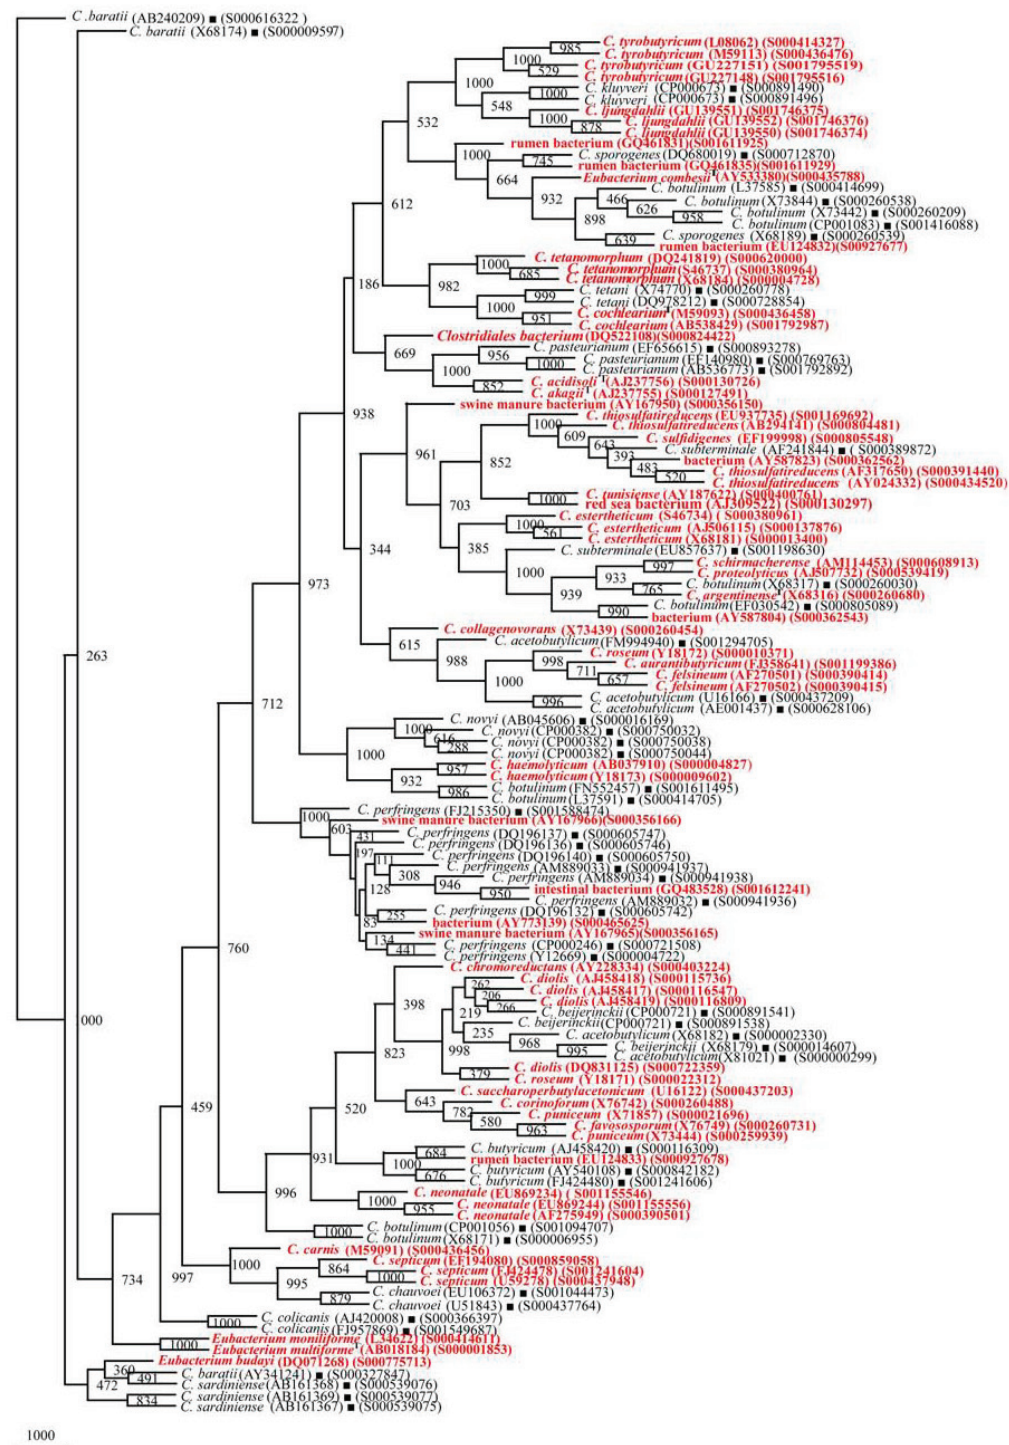 C .baratii (AB240209) ■ (S000616322 )
C. baratii (X68174) ■ (S000009597)
C. tyrobutyricum (L08062) (S000414327)
985
C. tyrobutyricum (M59113) (S000436476)
1000
C. tyrobutyricum (GU227151) (S001795519)
529
C. tyrobutyricum (GU227148) (S001795516)
1000
C. kluyveri (CP000673) ■ (S000891490)
1000
C. kluyveri (CP000673) ■ (S000891496)
548
C. ljungdahlii (GU139551) (S001746375)
1000
C. ljungdahlii (GU139552) (S001746376)
878
C. ljungdahlii (GU139550) (S001746374)
532
rumen bacterium (GQ461831)(S001611925)
1000
C. sporogenes (DQ680019) ■ (S000712870)
745
rumen bacterium (GQ461835)(S001611929)
664
Eubacterium combesii T (AY533380)(S000435788)
932
C. botulinum (L37585) ■ (S000414699)
466
C. botulinum (X73844) ■ (S000260538)
626
C. botulinum (X73442) ■ (S000260209)
958
C. botulinum (CP001083) ■ (S001416088)
898
C. sporogenes (X68189) ■ (S000260539)
639
rumen bacterium (EU124832)(S00927677)
612
C. tetanomorphum (DQ241819) (S000620000)
1000
C. tetanomorphum (S46737) (S000380964)
685
C. tetanomorphum (X68184) (S000004728)
186
982
C. tetani (X74770) ■ (S000260778)
999
C. tetani (DQ978212) ■ (S000728854)
1000
C. cochlearium T (M59093) (S000436458)
951
C. cochlearium (AB538429) (S001792987)
Clostridiales bacterium (DQ522108)(S000824422)
669
C. pasteurianum (EF656615) ■ (S000893278)
956
C. pasteurianum (EF140980) ■ (S000769763)
1000
C. pasteurianum (AB536773) ■ (S001792892)
1000
C. acidisoli T (AJ237756) (S000130726)
852
C. akagii T (AJ237755) (S000127491)
938
swine manure bacterium (AY167950) (S000356150)
C. thiosulfatireducens (EU937735) (S001169692)
1000
C. thiosulfatireducens (AB294141) (S000804481)
609
C. sulfidigenes (EF199998) (S000805548)
643
C. subterminale (AF241844) ■ ( S000389872)
393
bacterium (AY587823) (S000362562)
483
C. thiosulfatireducens (AF317650) (S000391440)
520
C. thiosulfatireducens (AY024332) (S000434520)
961
852
C. tunisiense (AY187622) (S000400761)
1000
red sea bacterium (AJ309522) (S000130297)
703
C. estertheticum (S46734) ( S000380961)
1000
C. estertheticum (AJ506115) (S000137876)
561
C. estertheticum (X68181) (S000013400)
385
344
C. subterminale (EU857637) ■ (S001198630)
1000
C. schirmacherense (AM114453) (S000608913)
997
C. proteolyticus (AJ507732) (S000539419)
933
C. botulinum (X68317) ■ (S000260030)
765
C. argentinense T (X68316) (S000260680)
939
C. botulinum(EF030542) ■ (S000805089)
990
bacterium (AY587804) (S000362543)
973
C. collagenovorans (X73439) (S000260454)
615
C. acetobutylicum (FM994940) ■ (S001294705)
988
C. roseum (Y18172) (S000010371)
998
C. aurantibutyricum (FJ358641) (S001199386)
711
C. felsineum (AF270501) (S000390414)
657
C. felsineum (AF270502) (S000390415)
1000
C. acetobutylicum (U16166) ■ (S000437209)
996
C. acetobutylicum (AE001437) ■ (S000628106)
263
712
C. novyi (AB045606) ■ (S000016169)
1000
C. novyi (CP000382) ■ (S000750032)
616
C. novyi (CP000382) ■ (S000750038)
288
C. novyi (CP000382) ■ (S000750044)
1000
C. haemolyticum (AB037910) (S000004827)
957
C. haemolyticum (Y18173) (S000009602)
932
C. botulinum (FN552457) ■ (S001611495)
986
C. botulinum (L37591) ■ (S000414705)
C. perfringens (FJ215350) ■ (S001588474)
1000
swine manure bacterium (AY167966)(S000356166)
603
C. perfringens (DQ196137) ■ (S000605747)
431
C. perfringens (DQ196136) ■ (S000605746)
197
C. perfringens (DQ196140) ■ (S000605750)
111
C. perfringens (AM889033) ■ (S000941937)
308
C. perfringens (AM889034) ■ (S000941938)
946
intestinal bacterium (GQ483528) (S001612241)
950
C. perfringens (AM889032) ■ (S000941936)
128
C. perfringens (DQ196132) ■ (S000605742)
255
bacterium (AY773139) (S000465625)
83
swine manure bacterium (AY167965)(S000356165)
134
C. perfringens (CP000246) ■ (S000721508)
441
C. perfringens (Y12669) ■ (S000004722)
760
C. chromoreductans (AY228334) (S000403224)
398
C. diolis (AJ458418) (S000115736)
262
C. diolis (AJ458417) (S000116547)
206
C. diolis (AJ458419) (S000116809)
266
C. beijerinckii (CP000721) ■ (S000891541)
219
C. beijerinckii(CP000721) ■ (S000891538)
235
C. acetobutylicum (X68182) ■ (S000002330)
968
C. beijerinckii (X68179) ■ (S000014607)
995
C. acetobutylicum(X81021) ■ (S000000299)
000
823
998
C. diolis (DQ831125) (S000722359)
379
C. roseum (Y18171) (S000022312)
C. saccharoperbutylacetonicum (U16122) (S000437203)
643
C. corinoforum (X76742) (S000260488)
782
C. puniceum (X71857) (S000021696)
580
C. favososporum (X76749) (S000260731)
963
C. puniceum (X73444) (S000259939)
520
459
C. butyricum (AJ458420) ■ (S000116309)
684
rumen bacterium (EU124833) (S000927678)
1000
C. butyricum (AY540108) ■ (S000842182)
676
C. butyricum (FJ424480) ■ (S001241606)
931
C. neonatale (EU869234) ( S001155546)
1000
C. neonatale (EU869244) (S001155556)
955
C. neonatale (AF275949) (S000390501)
996
C. botulinum (CP001056) ■ (S001094707)
1000
C. botulinum (X68171) ■ (S000006955)
C. carnis (M59091) (S000436456)
1000
C. septicum (EF194080) (S000859058)
864
C. septicum (FJ424478) (S001241604)
1000
C. septicum (U59278) (S000437948)
734
997
995
C. chauvoei (EU106372) ■ (S001044473)
879
C. chauvoei (U51843) ■ (S000437764)
C. colicanis (AJ420008) ■ (S000366397)
1000
C. colicanis (FJ957869) ■ (S001549687)
Eubacterium moniliforme (L34622) (S000414611)
1000
Eubacterium multiforme T (AB018184) (S000001853)
Eubacterium budayi (DQ071268) (S000775713)
360
C. baratii (AY341241) ■ (S000327847)
491
C. sardiniense (AB161368) ■ (S000539076)
472
C. sardiniense (AB161369) ■ (S000539077)
834
C. sardiniense (AB161367) ■ (S000539075)
1000